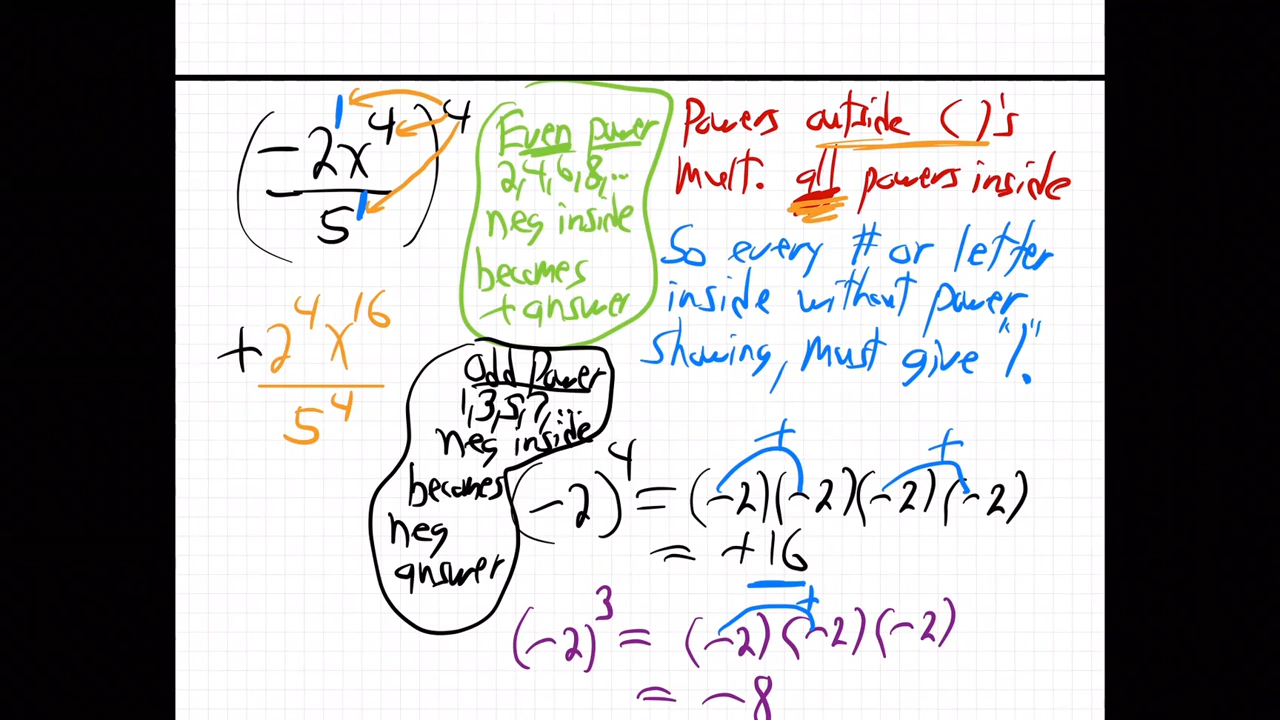 (-2¹x⁴/5¹)⁴
+ 2⁴x¹⁶/5⁴
Even power
2,4,6,8,...
neg inside
becomes
+ answer
Powers outside ( )'s
mult. all powers inside
So every # or letter
inside without power
showing, must give "1."
odd power
1,3,5,7,...
neg inside
becomes
neg
answer
+ +
(-2)⁴ = (-2)(-2)(-2)(-2)
= +16
+
(-2)³ = (-2)(-2)(-2)
= -8